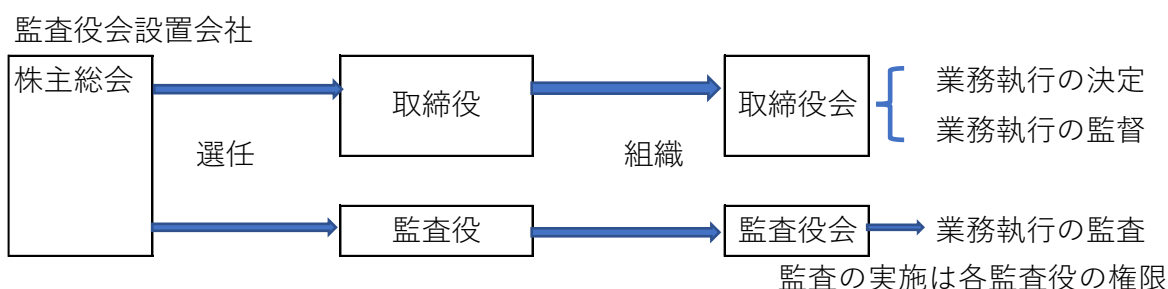 監査役会設置会社
株主総会
取締役
取締役会
業務執行の決定
業務執行の監督
選任
組織
監査役
監査役会
業務執行の監査
監査の実施は各監査役の権限